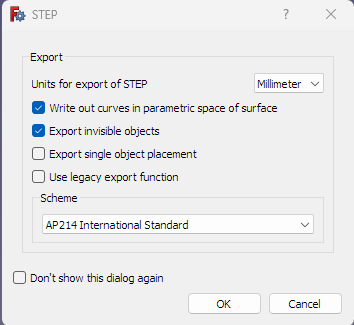 STEP
Export
Units for export of STEP Millimeter
Write out curves in parametric space of surface
Export invisible objects
Export single object placement
Use legacy export function
Scheme
AP214 International Standard
Don't show this dialog again
OK Cancel